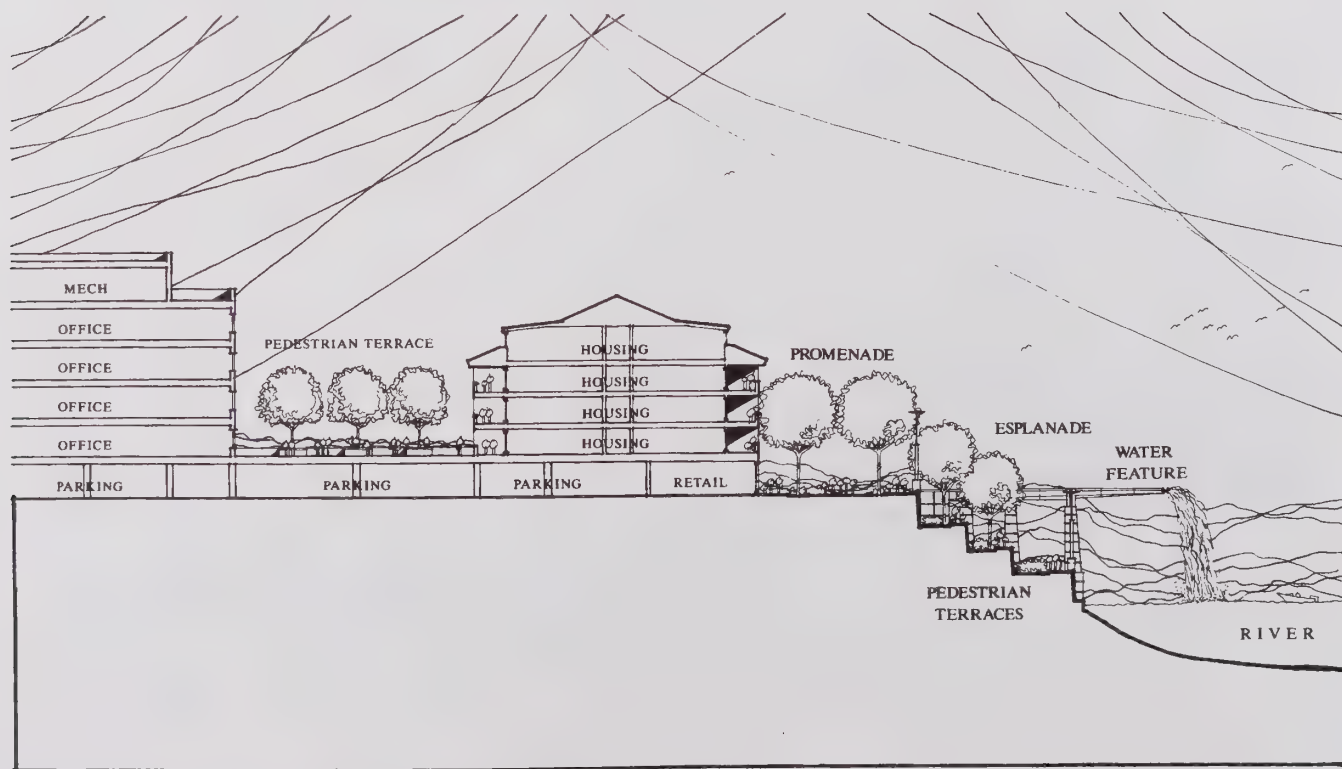 MECH
OFFICE
OFFICE
OFFICE
OFFICE
PARKING
PEDESTRIAN TERRACE
PARKING
HOUSING
HOUSING
HOUSING
HOUSING
PARKING
RETAIL
PROMENADE
ESPLANADE
WATER
FEATURE
PEDESTRIAN
TERRACES
RIVER